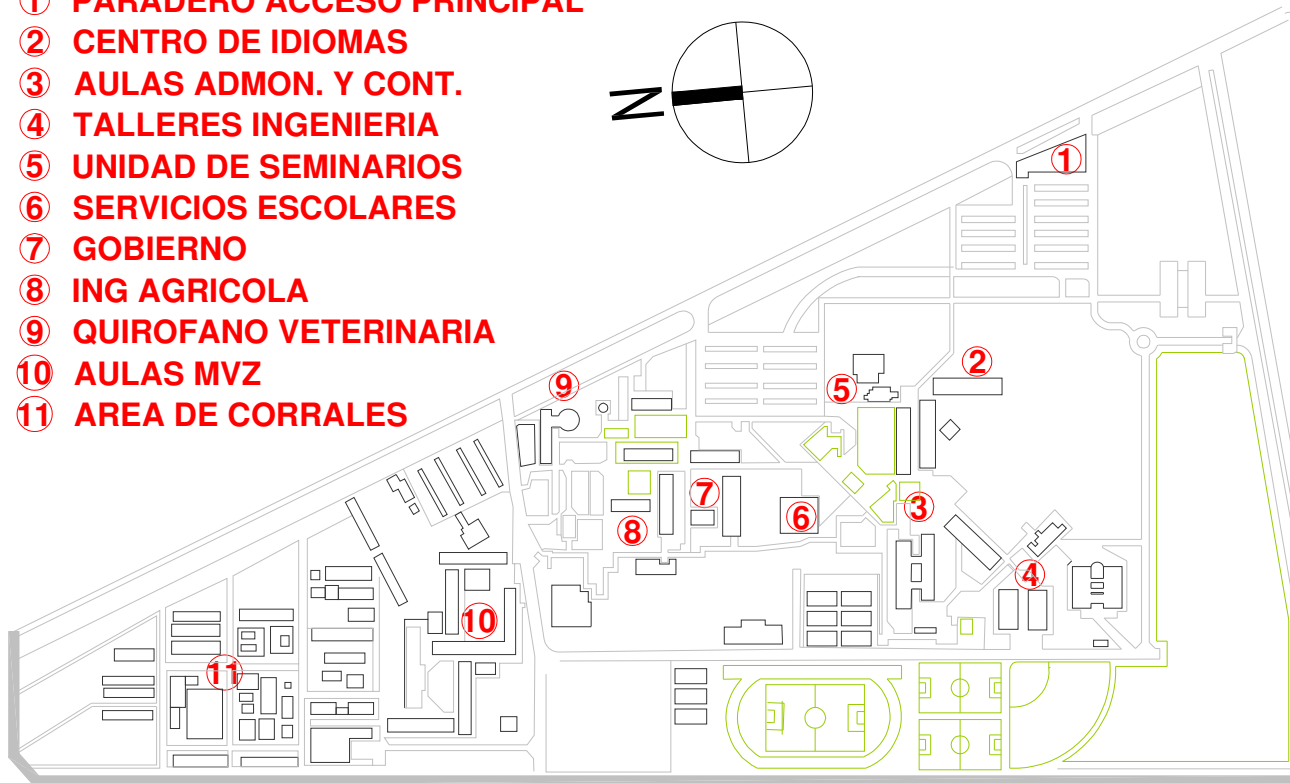 1 PARADERO ACCESO PRINCIPAL
2 CENTRO DE IDIOMAS
3 AULAS ADMON. Y CONT.
4 TALLERES INGENIERIA
5 UNIDAD DE SEMINARIOS
6 SERVICIOS ESCOLARES
7 GOBIERNO
8 ING AGRICOLA
9 QUIROFANO VETERINARIA
10 AULAS MVZ
11 AREA DE CORRALES
N
1
2
5
9
7
6
3
8
4
10
11